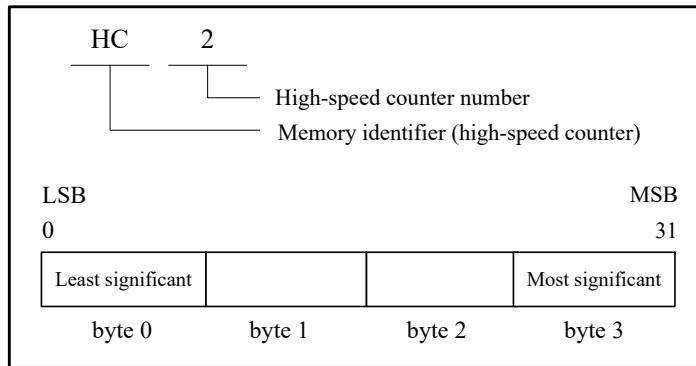 HC 2
High-speed counter number
Memory identifier (high-speed counter)
LSB MSB
0 31
Least significant Most significant
byte 0 byte 1 byte 2 byte 3